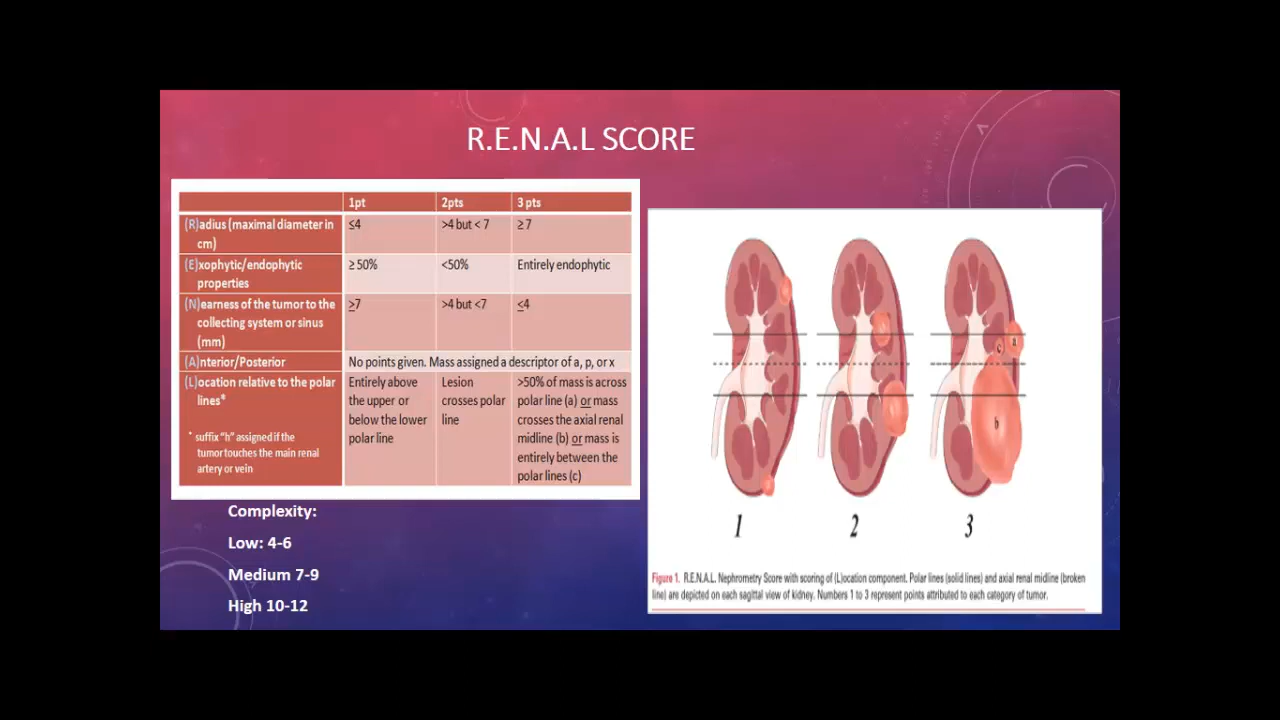 R.E.N.A.L SCORE
1pt 2pts 3 pts
(R)adius (maximal diameter in cm) ≤4 >4 but < 7 ≥ 7
(E)xophytic/endophytic properties ≥ 50% <50% Entirely endophytic
(N)earness of the tumor to the collecting system or sinus (mm) ≥7 >4 but <7 ≤4
(A)nterior/Posterior No points given. Mass assigned a descriptor of a, p, or x
(L)ocation relative to the polar lines*
* suffix "h" assigned if the
tumor touches the main renal
artery or vein
Entirely above
the upper or
below the lower
polar line
Lesion
crosses polar
line
>50% of mass is across
polar line (a) or mass
crosses the axial renal
midline (b) or mass is
entirely between the
polar lines (c)
Complexity:
Low: 4-6
Medium 7-9
High 10-12
c a
b
1 2 3
Figure 1. R.E.N.A.L. Nephrometry Score with scoring of (L)ocation component. Polar lines (solid lines) and axial renal midline (broken
line) are depicted on each sagittal view of kidney. Numbers 1 to 3 represent points attributed to each category of tumor.